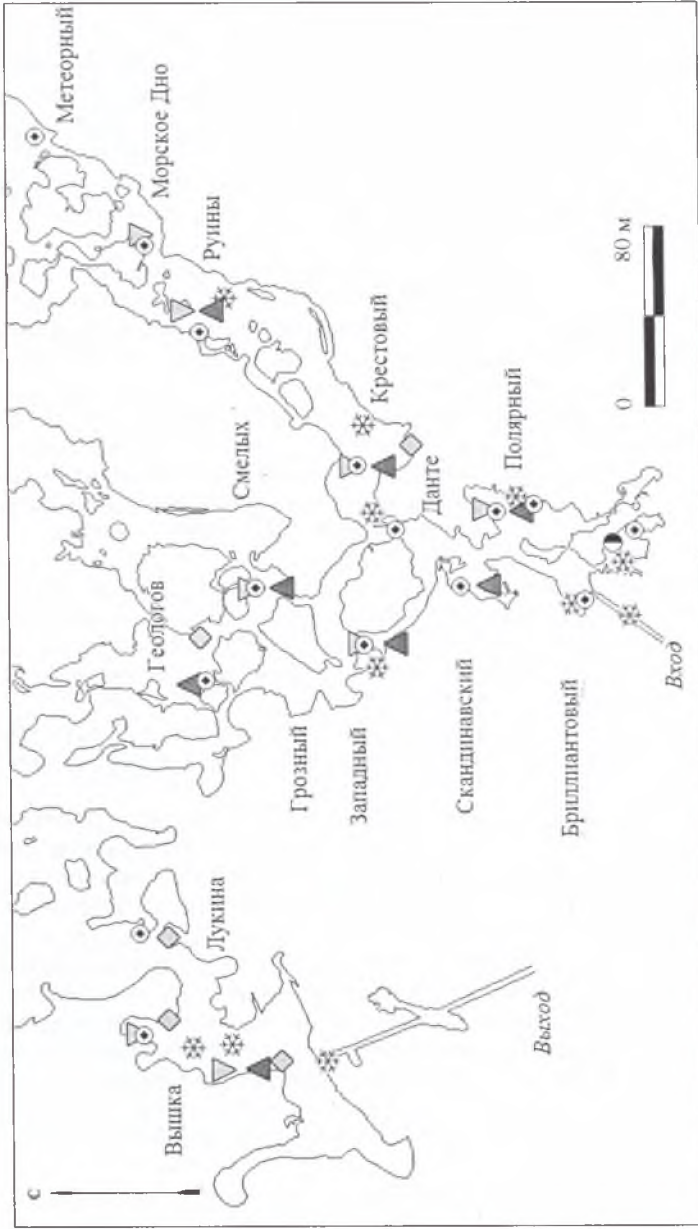 Метеорный
Морское Дно
Руины
Крестовый
Смелых
Данте
Полярный
Геологов
Грозный
Западный
Скандинавский
Бриллиантовый
Вход
Лукина
Вышка
Выход
С
0 80 м